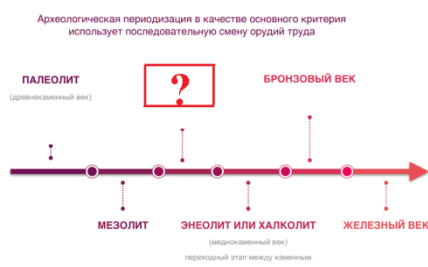 Археологическая периодизация в качестве основного критерия
использует последовательную смену орудий труда
ПАЛЕОЛИТ
(древнекаменный век)
?
БРОНЗОВЫЙ ВЕК
МЕЗОЛИТ
ЭНЕОЛИТ ИЛИ ХАЛКОЛИТ
(меднокаменный век)
переходный этап между каменным
ЖЕЛЕЗНЫЙ ВЕК